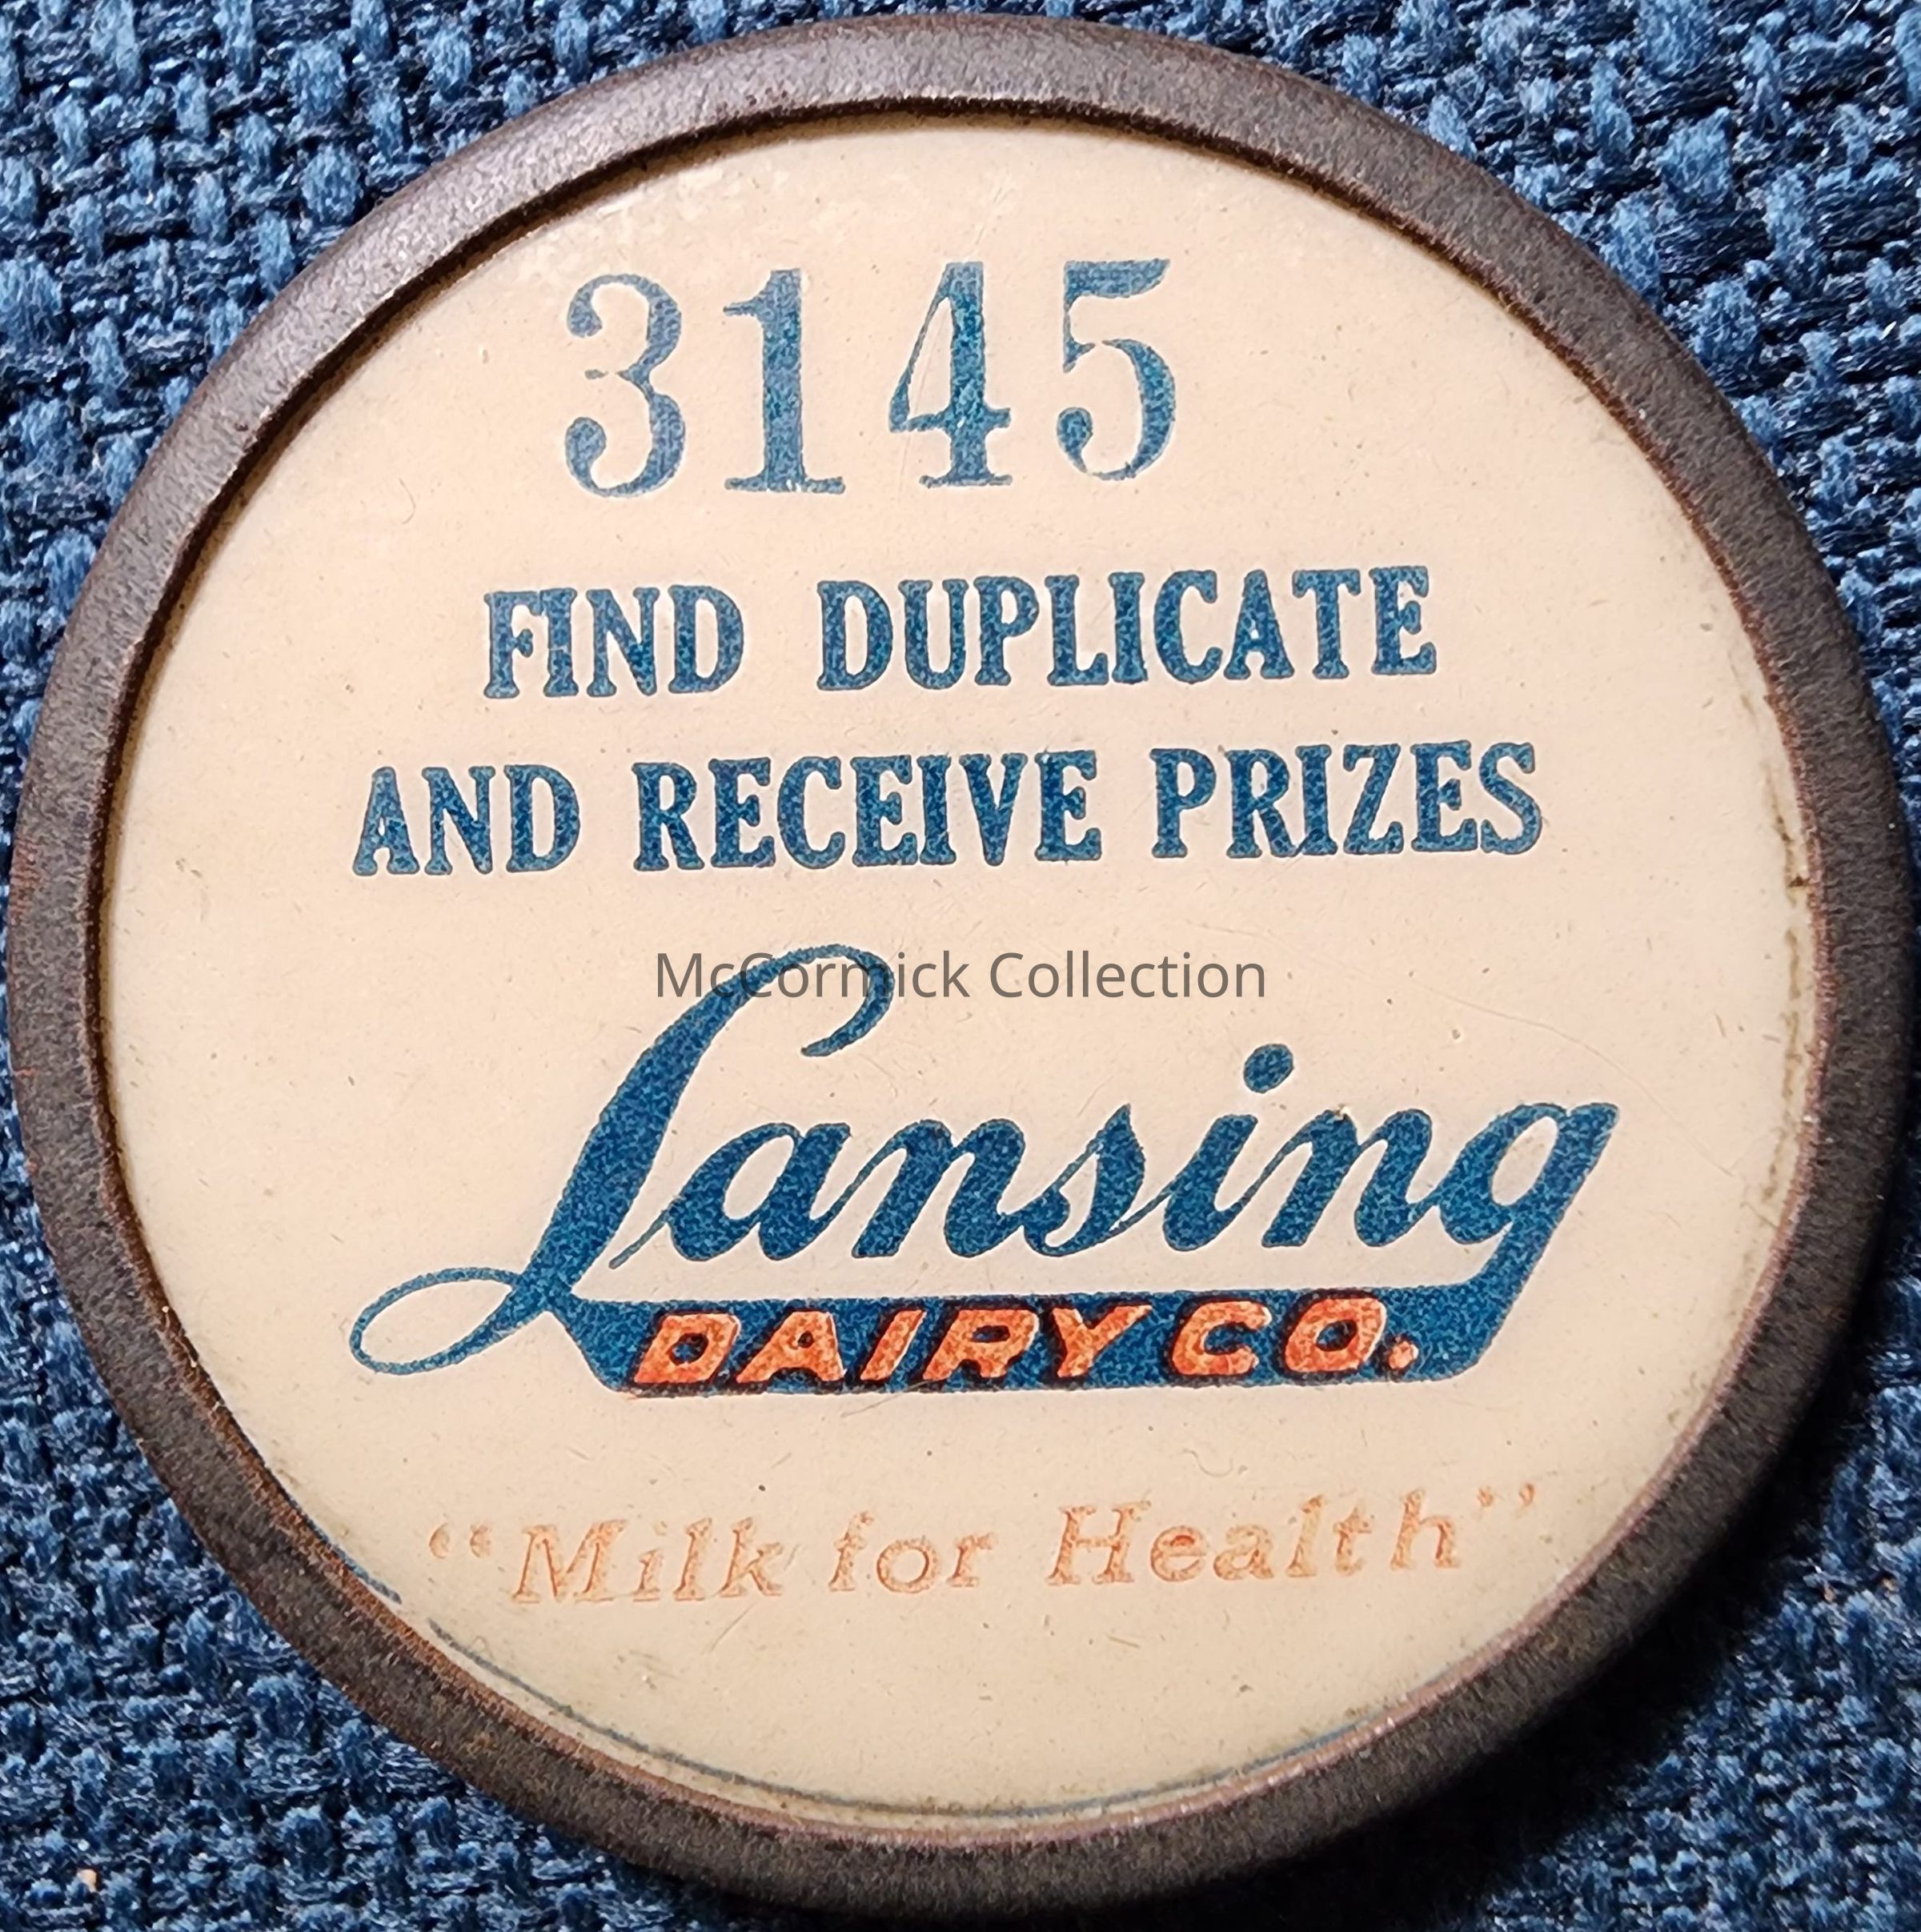 3145
FIND DUPLICATE
AND RECEIVE PRIZES
McCormick Collection
Lansing
DAIRY CO.
“Milk for Health”